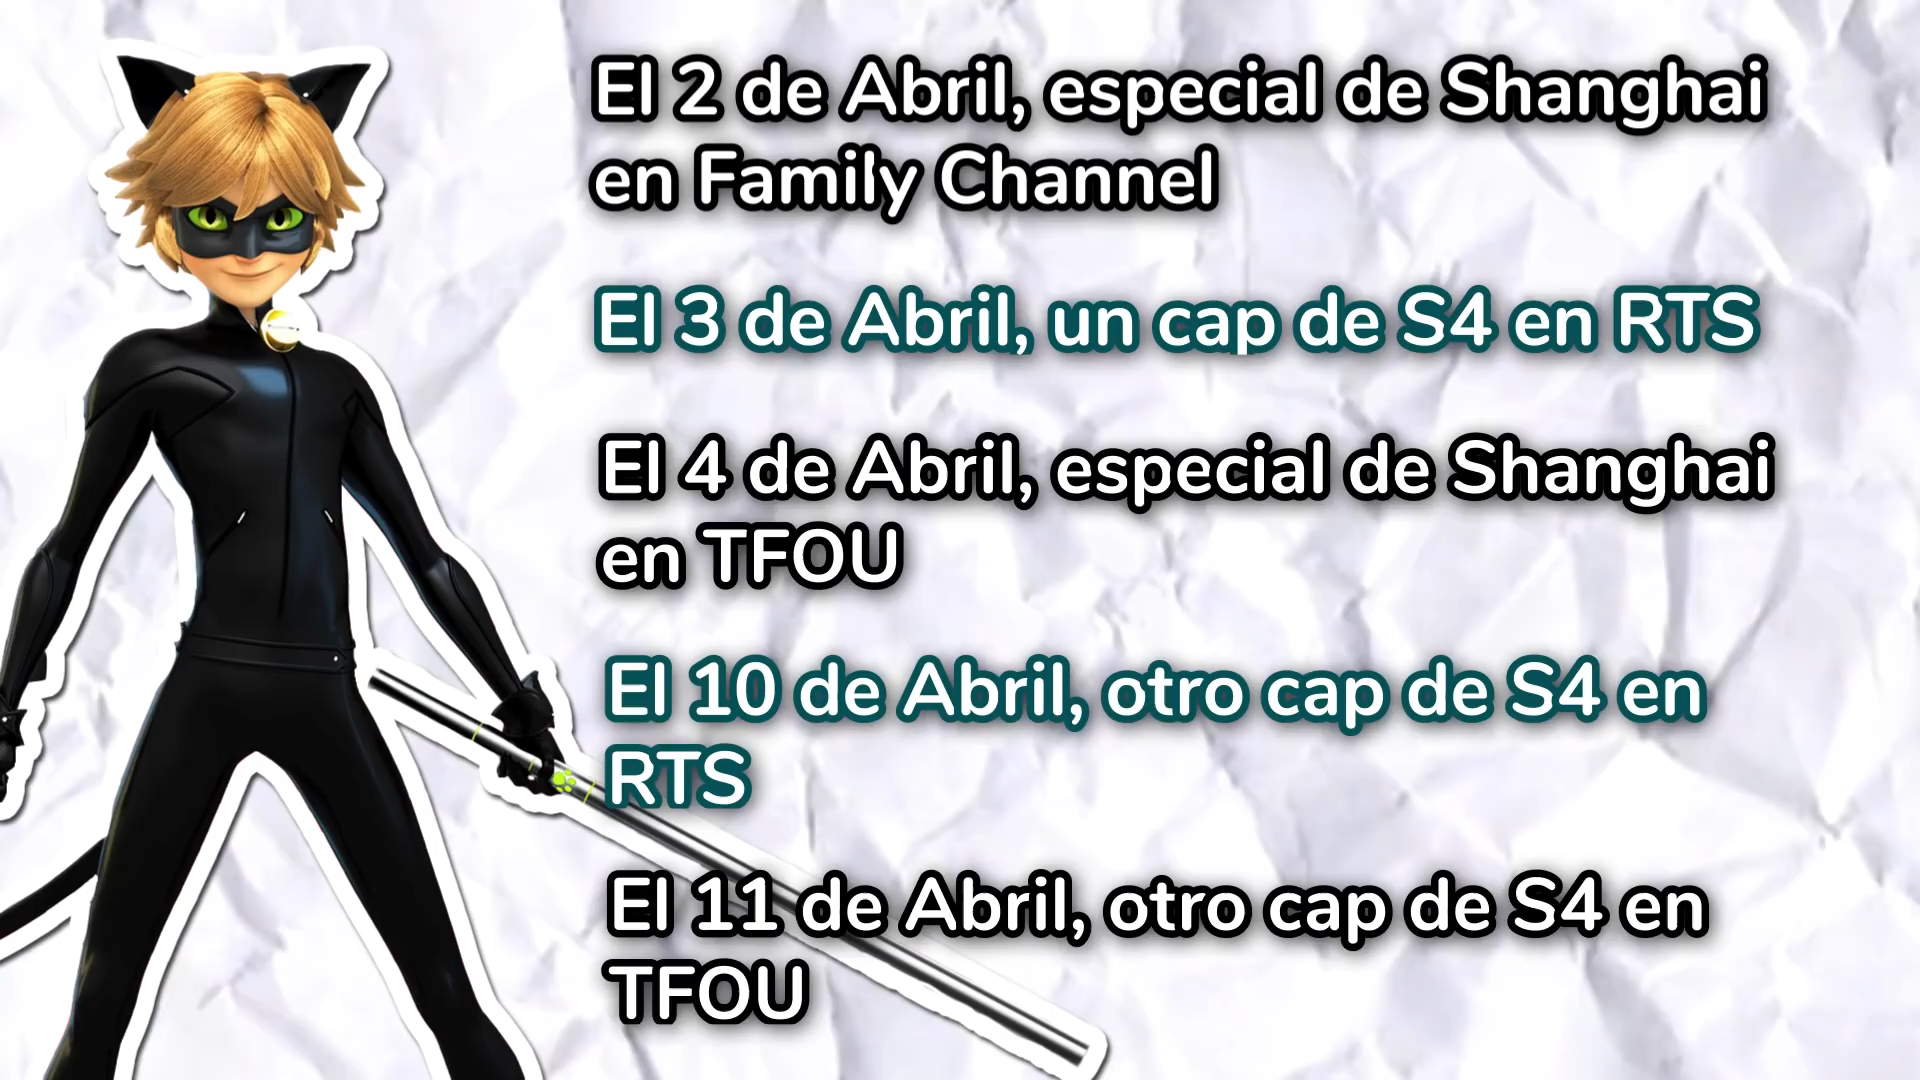 El 2 de Abril, especial de Shanghai
en Family Channel
El 3 de Abril, un cap de S4 en RTS
El 4 de Abril, especial de Shanghai
en TFOU
El 10 de Abril, otro cap de S4 en
RTS
El 11 de Abril, otro cap de S4 en
TFOU